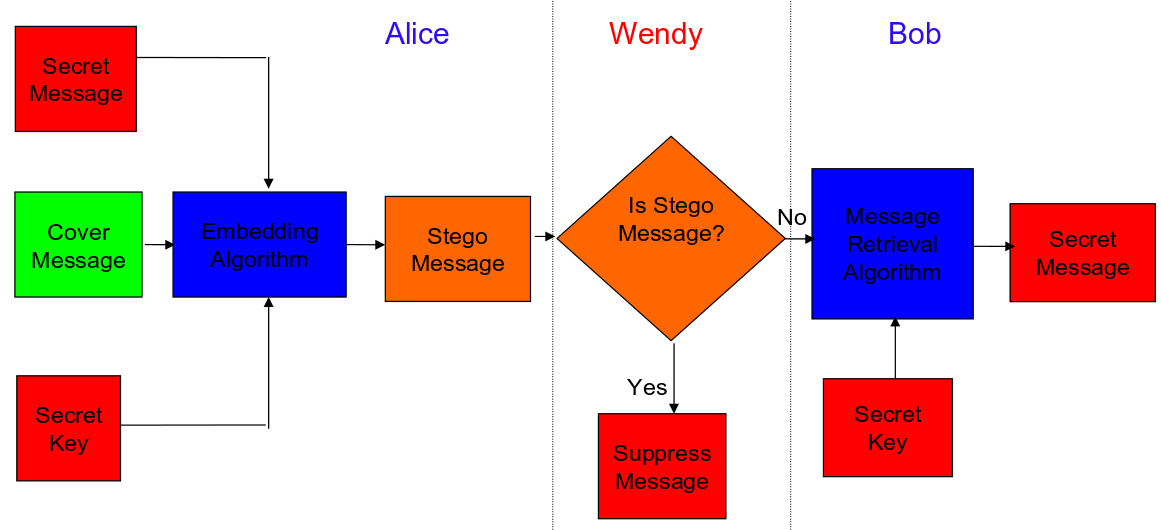 Alice
Wendy
Bob
Secret
Message
Cover
Message
Embedding
Algorithm
Secret
Key
Stego
Message
Is Stego
Message?
No
Yes
Suppress
Message
Message
Retrieval
Algorithm
Secret
Key
Secret
Message